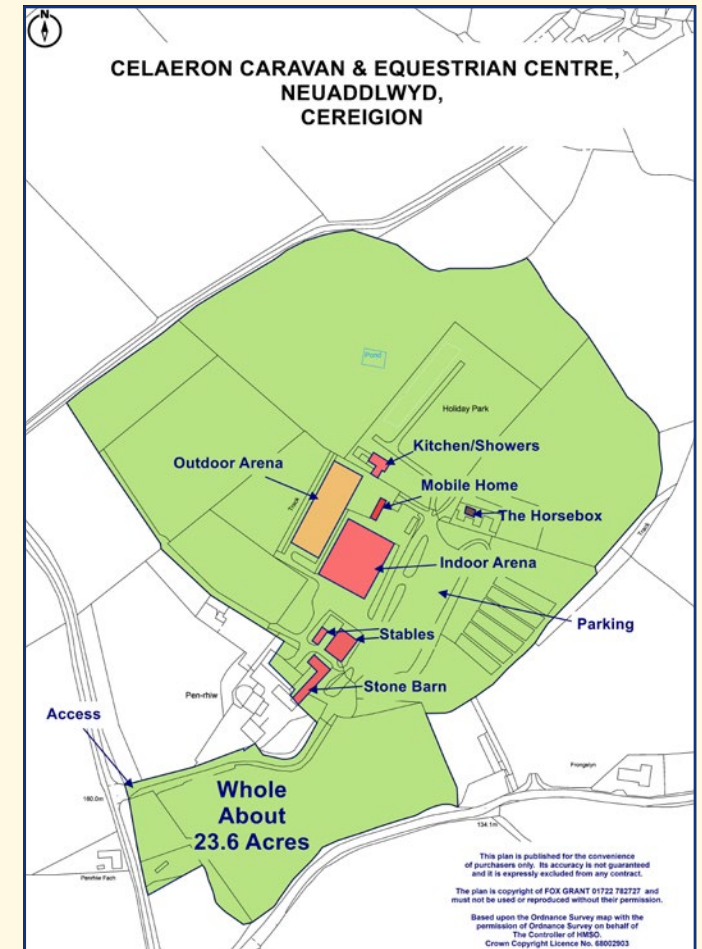 N
CELAERON CARAVAN & EQUESTRIAN CENTRE,
NEUADDLWYD,
CEREIGION
Pond
Holiday Park
Kitchen/Showers
Outdoor Arena
Mobile Home
Track
The Horsebox
Track
Indoor Arena
Parking
Stables
Stone Barn
Pen-rhiw
Access
Whole
About
23.6 Acres
Frongelyn
160.0m
134.1m
Penrhiw Fach
This plan is published for the convenience
of purchasers only. Its accuracy is not guaranteed
and it is expressly excluded from any contract.
The plan is copyright of FOX GRANT 01722 782727 and
must not be used or reproduced without their permission.
Based upon the Ordnance Survey map with the
permission of Ordnance Survey on behalf of
The Controller of HMSO.
Crown Copyright Licence No. 68002903